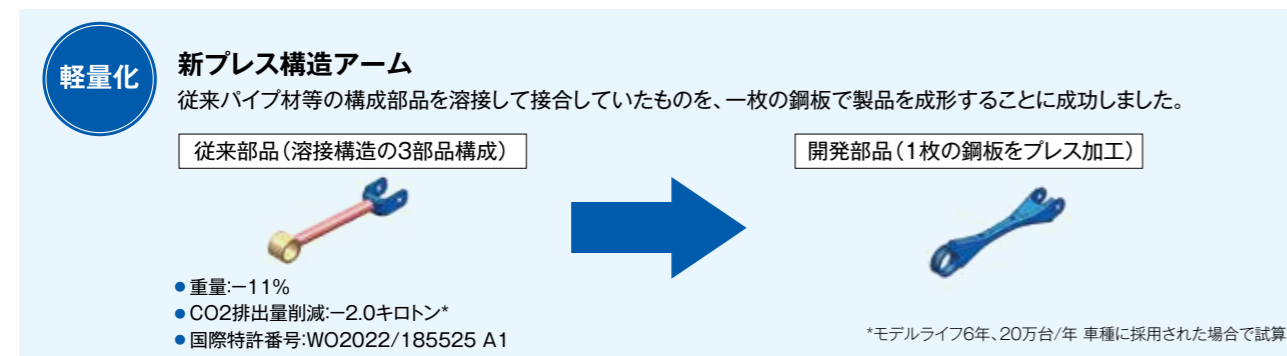 軽量化
新プレス構造アーム
従来パイプ材等の構成部品を溶接して接合していたものを、一枚の鋼板で製品を成形することに成功しました。
従来部品(溶接構造の3部品構成)
開発部品(1枚の鋼板をプレス加工)
●重量:−11%
●CO2排出量削減:−2.0キロトン*
●国際特許番号:WO2022/185525 A1
*モデルライフ6年、20万台/年 車種に採用された場合で試算